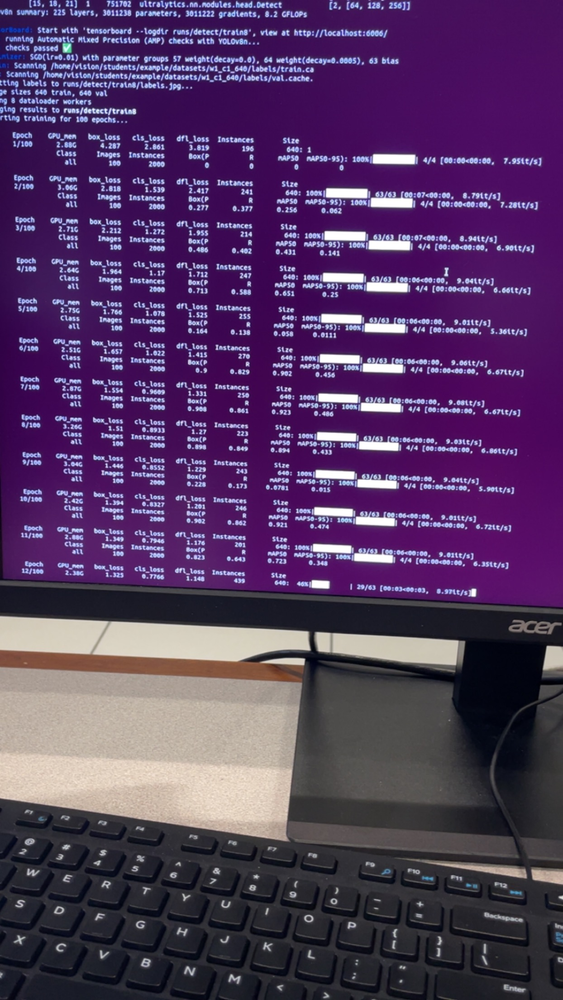 [15, 18, 21] 1 751702 ultralytics.nn.modules.head.Detect [2, [64, 128, 256]]
v8n summary: 225 layers, 3011238 parameters, 3011222 gradients, 8.2 GFLOPs
orBoard: Start with 'tensorboard --logdir runs/detect/train8', view at http://localhost:6006/
running Automatic Mixed Precision (AMP) checks with YOLOv8n...
checks passed ✅
imizer: SGD(lr=0.01) with parameter groups 57 weight(decay=0.0), 64 weight(decay=0.0005), 63 bias
in: Scanning /home/vision/students/example/datasets/w1_c1_640/labels/train.ca
: Scanning /home/vision/students/example/datasets/w1_c1_640/labels/val.cache.
tting labels to runs/detect/train8/labels.jpg...
ge sizes 640 train, 640 val
ng 8 dataloader workers
ging results to runs/detect/train8
rting training for 100 epochs...
Epoch GPU_mem box_loss cls_loss dfl_loss Instances Size
1/100 2.88G 4.287 2.861 3.819 196 640: 1
Class Images Instances Box(P R mAP50 mAP50-95): 100%| | 4/4 [00:00<00:00, 7.95it/s]
all 100 2000 0 0 0 0
Epoch GPU_mem box_loss cls_loss dfl_loss Instances Size
2/100 3.06G 2.818 1.539 2.417 241 640: 100%| | 63/63 [00:07<00:00, 8.79it/s]
Class Images Instances Box(P R mAP50 mAP50-95): 100%| | 4/4 [00:00<00:00, 7.28it/s]
all 100 2000 0.277 0.377 0.256 0.062
Epoch GPU_mem box_loss cls_loss dfl_loss Instances Size
3/100 2.71G 2.212 1.272 1.955 214 640: 100%| | 63/63 [00:07<00:00, 8.94it/s]
Class Images Instances Box(P R mAP50 mAP50-95): 100%| | 4/4 [00:00<00:00, 6.90it/s]
all 100 2000 0.486 0.402 0.431 0.141
Epoch GPU_mem box_loss cls_loss dfl_loss Instances Size
4/100 2.64G 1.964 1.17 1.712 247 640: 100%| | 63/63 [00:06<00:00, 9.04it/s]
Class Images Instances Box(P R mAP50 mAP50-95): 100%| | 4/4 [00:00<00:00, 6.66it/s]
all 100 2000 0.713 0.588 0.651 0.25
Epoch GPU_mem box_loss cls_loss dfl_loss Instances Size
5/100 2.75G 1.766 1.078 1.525 255 640: 100%| | 63/63 [00:06<00:00, 9.01it/s]
Class Images Instances Box(P R mAP50 mAP50-95): 100%| | 4/4 [00:00<00:00, 5.36it/s]
all 100 2000 0.164 0.138 0.058 0.0111
Epoch GPU_mem box_loss cls_loss dfl_loss Instances Size
6/100 2.51G 1.657 1.022 1.415 270 640: 100%| | 63/63 [00:06<00:00, 9.06it/s]
Class Images Instances Box(P R mAP50 mAP50-95): 100%| | 4/4 [00:00<00:00, 6.67it/s]
all 100 2000 0.9 0.829 0.902 0.456
Epoch GPU_mem box_loss cls_loss dfl_loss Instances Size
7/100 2.87G 1.554 0.9609 1.331 250 640: 100%| | 63/63 [00:06<00:00, 9.08it/s]
Class Images Instances Box(P R mAP50 mAP50-95): 100%| | 4/4 [00:00<00:00, 6.67it/s]
all 100 2000 0.908 0.861 0.923 0.486
Epoch GPU_mem box_loss cls_loss dfl_loss Instances Size
8/100 3.26G 1.51 0.8933 1.27 223 640: 100%| | 63/63 [00:06<00:00, 9.03it/s]
Class Images Instances Box(P R mAP50 mAP50-95): 100%| | 4/4 [00:00<00:00, 6.86it/s]
all 100 2000 0.898 0.849 0.894 0.433
Epoch GPU_mem box_loss cls_loss dfl_loss Instances Size
9/100 3.04G 1.446 0.8552 1.229 243 640: 100%| | 63/63 [00:06<00:00, 9.04it/s]
Class Images Instances Box(P R mAP50 mAP50-95): 100%| | 4/4 [00:00<00:00, 5.90it/s]
all 100 2000 0.228 0.173 0.0781 0.015
Epoch GPU_mem box_loss cls_loss dfl_loss Instances Size
10/100 2.42G 1.394 0.8327 1.201 246 640: 100%| | 63/63 [00:06<00:00, 9.01it/s]
Class Images Instances Box(P R mAP50 mAP50-95): 100%| | 4/4 [00:00<00:00, 6.72it/s]
all 100 2000 0.902 0.862 0.921 0.474
Epoch GPU_mem box_loss cls_loss dfl_loss Instances Size
11/100 2.88G 1.349 0.7946 1.176 201 640: 100%| | 63/63 [00:06<00:00, 9.01it/s]
Class Images Instances Box(P R mAP50 mAP50-95): 100%| | 4/4 [00:00<00:00, 6.35it/s]
all 100 2000 0.823 0.643 0.723 0.348
Epoch GPU_mem box_loss cls_loss dfl_loss Instances Size
12/100 2.38G 1.325 0.7766 1.148 439 640: 46%| | 29/63 [00:03<00:03, 8.97it/s]
acer
F1 F2 F3 F4 F5 F6 F7 F8 F9 F10 F11 F12
@ # $ % ^ & * ( ) _ +
2 3 4 5 6 7 8 9 0 - = Backspace
W E R T Y U I O P { [ } ] | \
S D F G H J K L : ; " ' Enter
X C V B N M < >